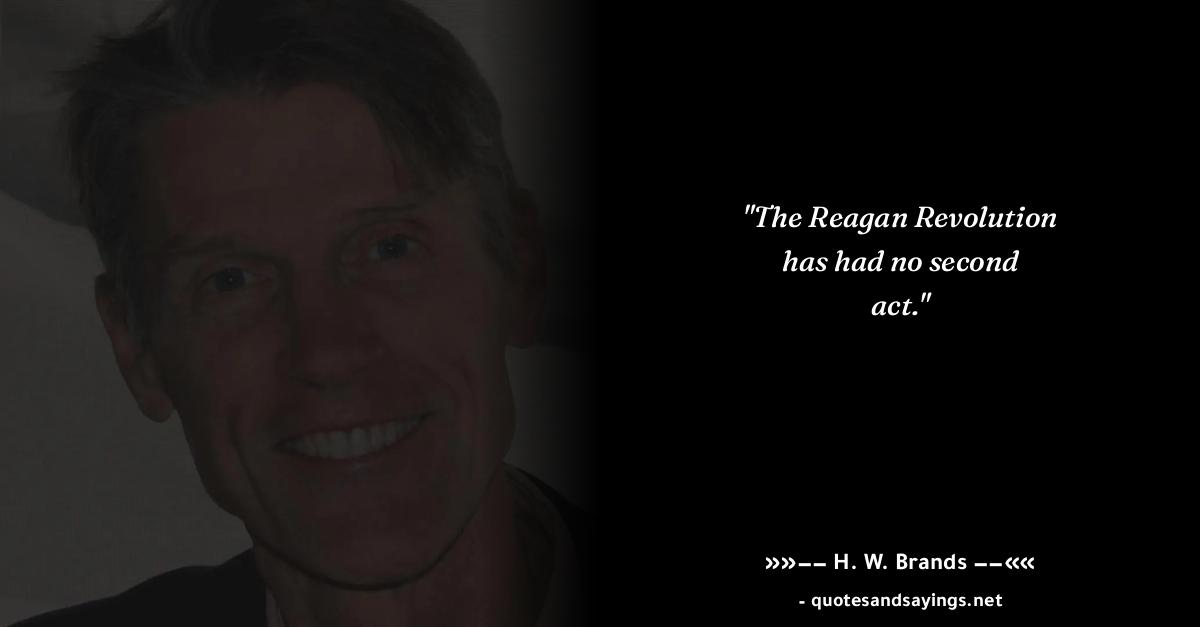 "The Reagan Revolution
has had no second
act."
»»−− H. W. Brands −−««
- quotesandsayings.net